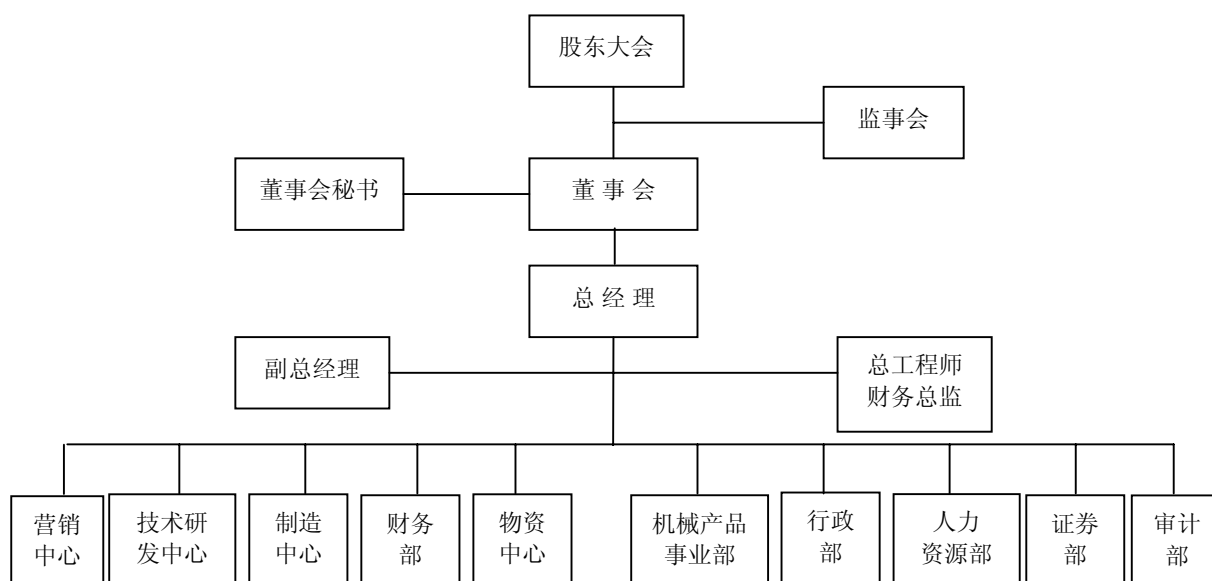 股东大会
监事会
董事会秘书
董 事 会
总 经 理
副总经理
总工程师
财务总监
营销
中心
技术研
发中心
制造
中心
财务
部
物资
中心
机械产品
事业部
行政
部
人力
资源部
证券
部
审计
部